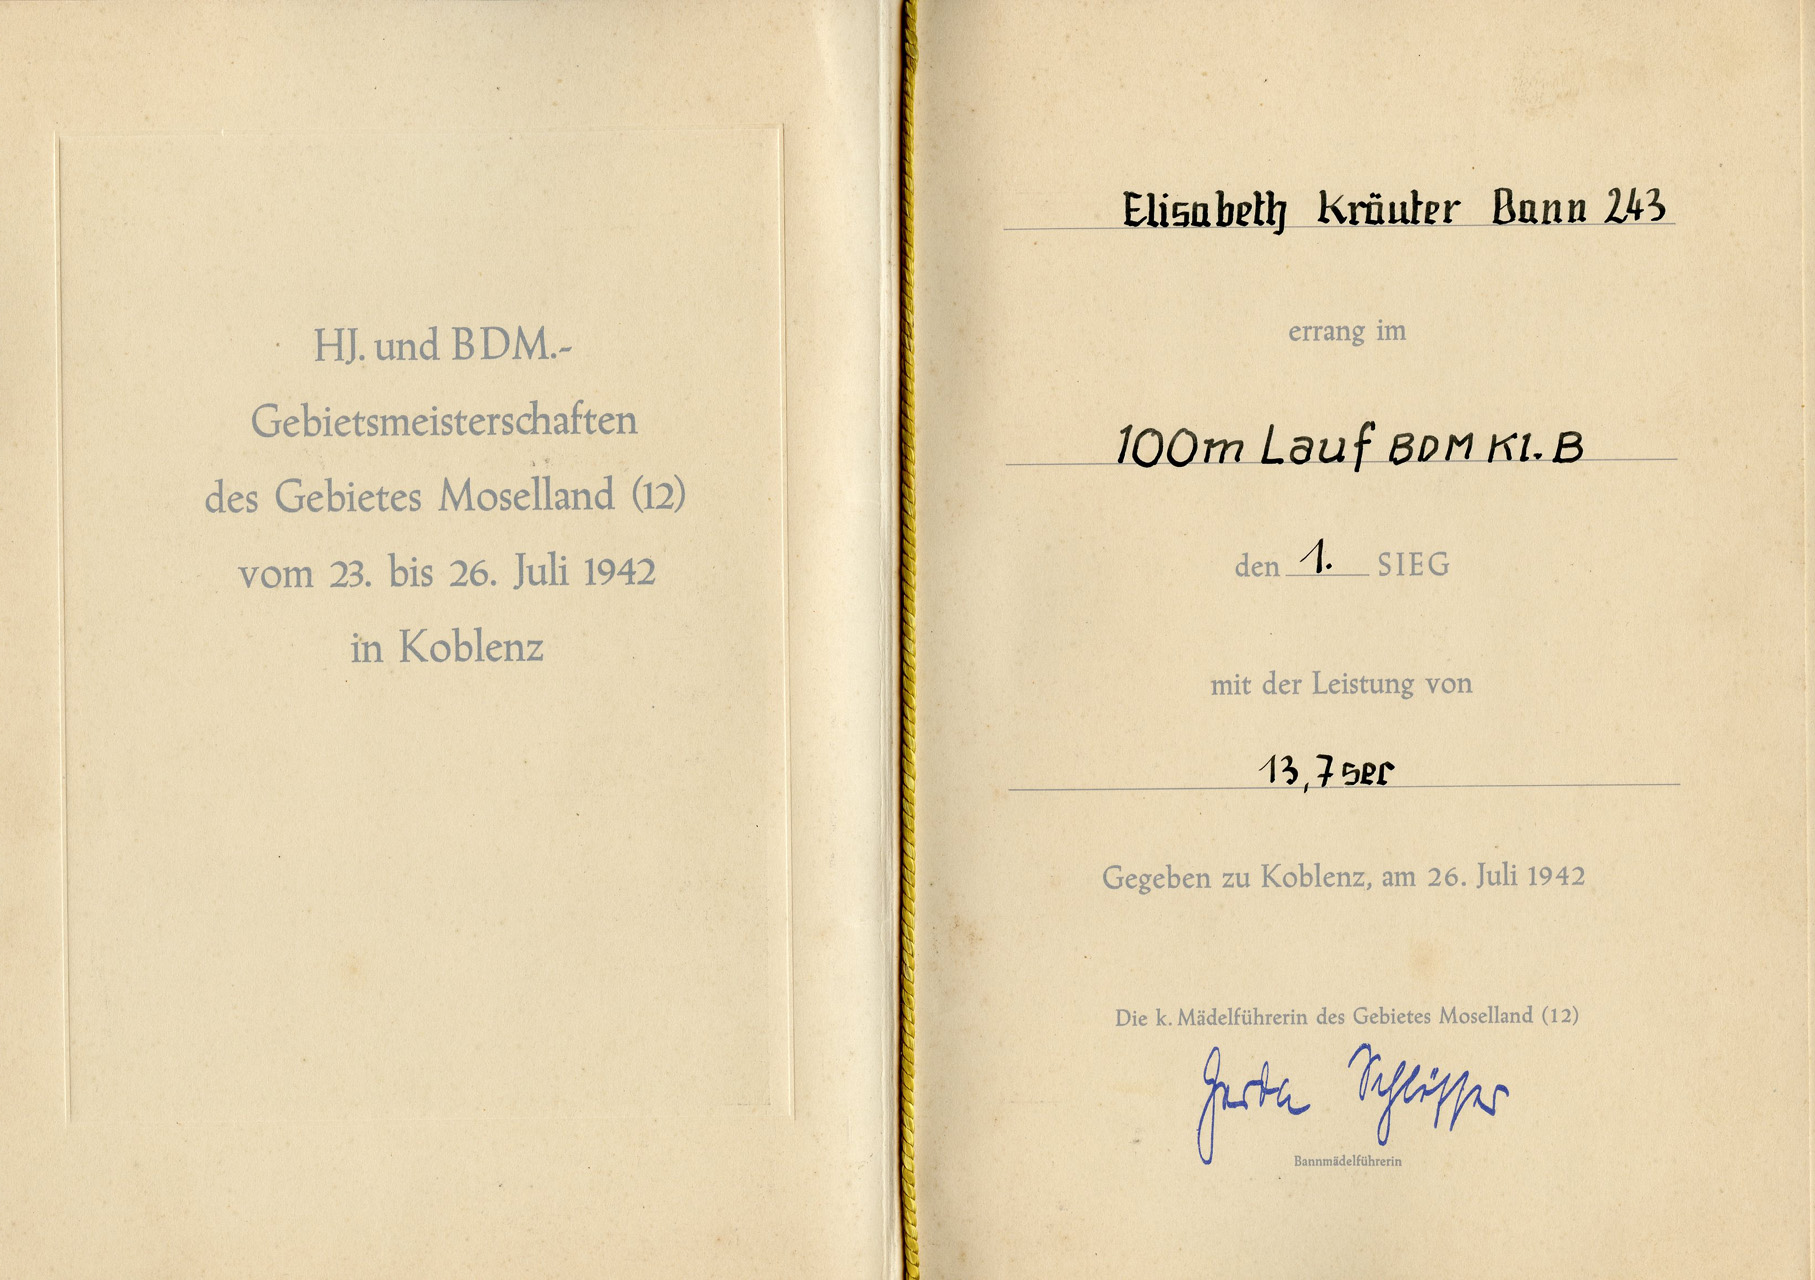 HJ. und BDM.-
Gebietsmeisterschaften
des Gebietes Moselland (12)
vom 23. bis 26. Juli 1942
in Koblenz
Elisabeth Kräuter Bann 243
errang im
100m Lauf BDM Kl. B
den 1. SIEG
mit der Leistung von
13,7 sec
Gegeben zu Koblenz, am 26. Juli 1942
Die k. Mädelführerin des Gebietes Moselland (12)
Gerda Schlösser
Bannmädelführerin